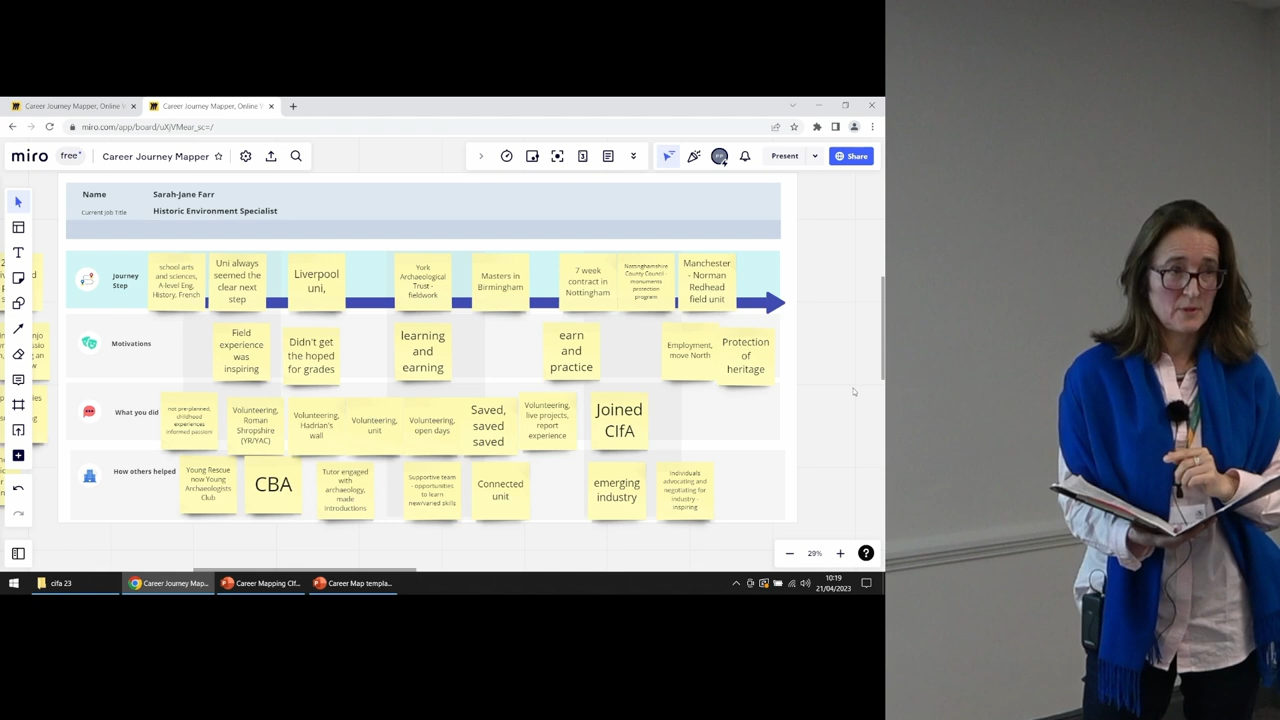 Career Journey Mapper, Online V
Career Journey Mapper, Online V
miro.com/app/board/uXjVMear_sc=/
miro
free
Career Journey Mapper
Present
Share
Name
Sarah-Jane Farr
Current Job Title
Historic Environment Specialist
Journey
Step
school arts
and sciences,
A-level Eng,
History, French
Uni always
seemed the
clear next
step
Liverpool
uni,
York
Archaeological
Trust -
fieldwork
Masters in
Birmingham
7 week
contract in
Nottingham
Nottinghamshire
County Council -
monuments
protection
program
Manchester
- Norman
Redhead
field unit
Motivations
Field
experience
was
inspiring
Didn't get
the hoped
for grades
learning
and
earning
earn
and
practice
Employment,
move North
Protection
of
heritage
What you did
not pre-planned,
childhood
experiences
informed passion
Volunteering,
Roman
Shropshire
(YR/YAC)
Volunteering,
Hadrian's
wall
Volunteering,
unit
Volunteering,
open days
Saved,
saved
saved
Volunteering,
live projects,
report
experience
Joined
CIfA
How others helped
Young Rescue
now Young
Archaeologists
Club
CBA
Tutor engaged
with
archaeology,
made
introductions
Supportive team
- opportunities
to learn
new/varied skills
Connected
unit
emerging
industry
Individuals
advocating and
negotiating for
industry -
inspiring
29%
cifa 23
Career Journey Map...
Career Mapping CIf...
Career Map templa...
10:19
21/04/2023